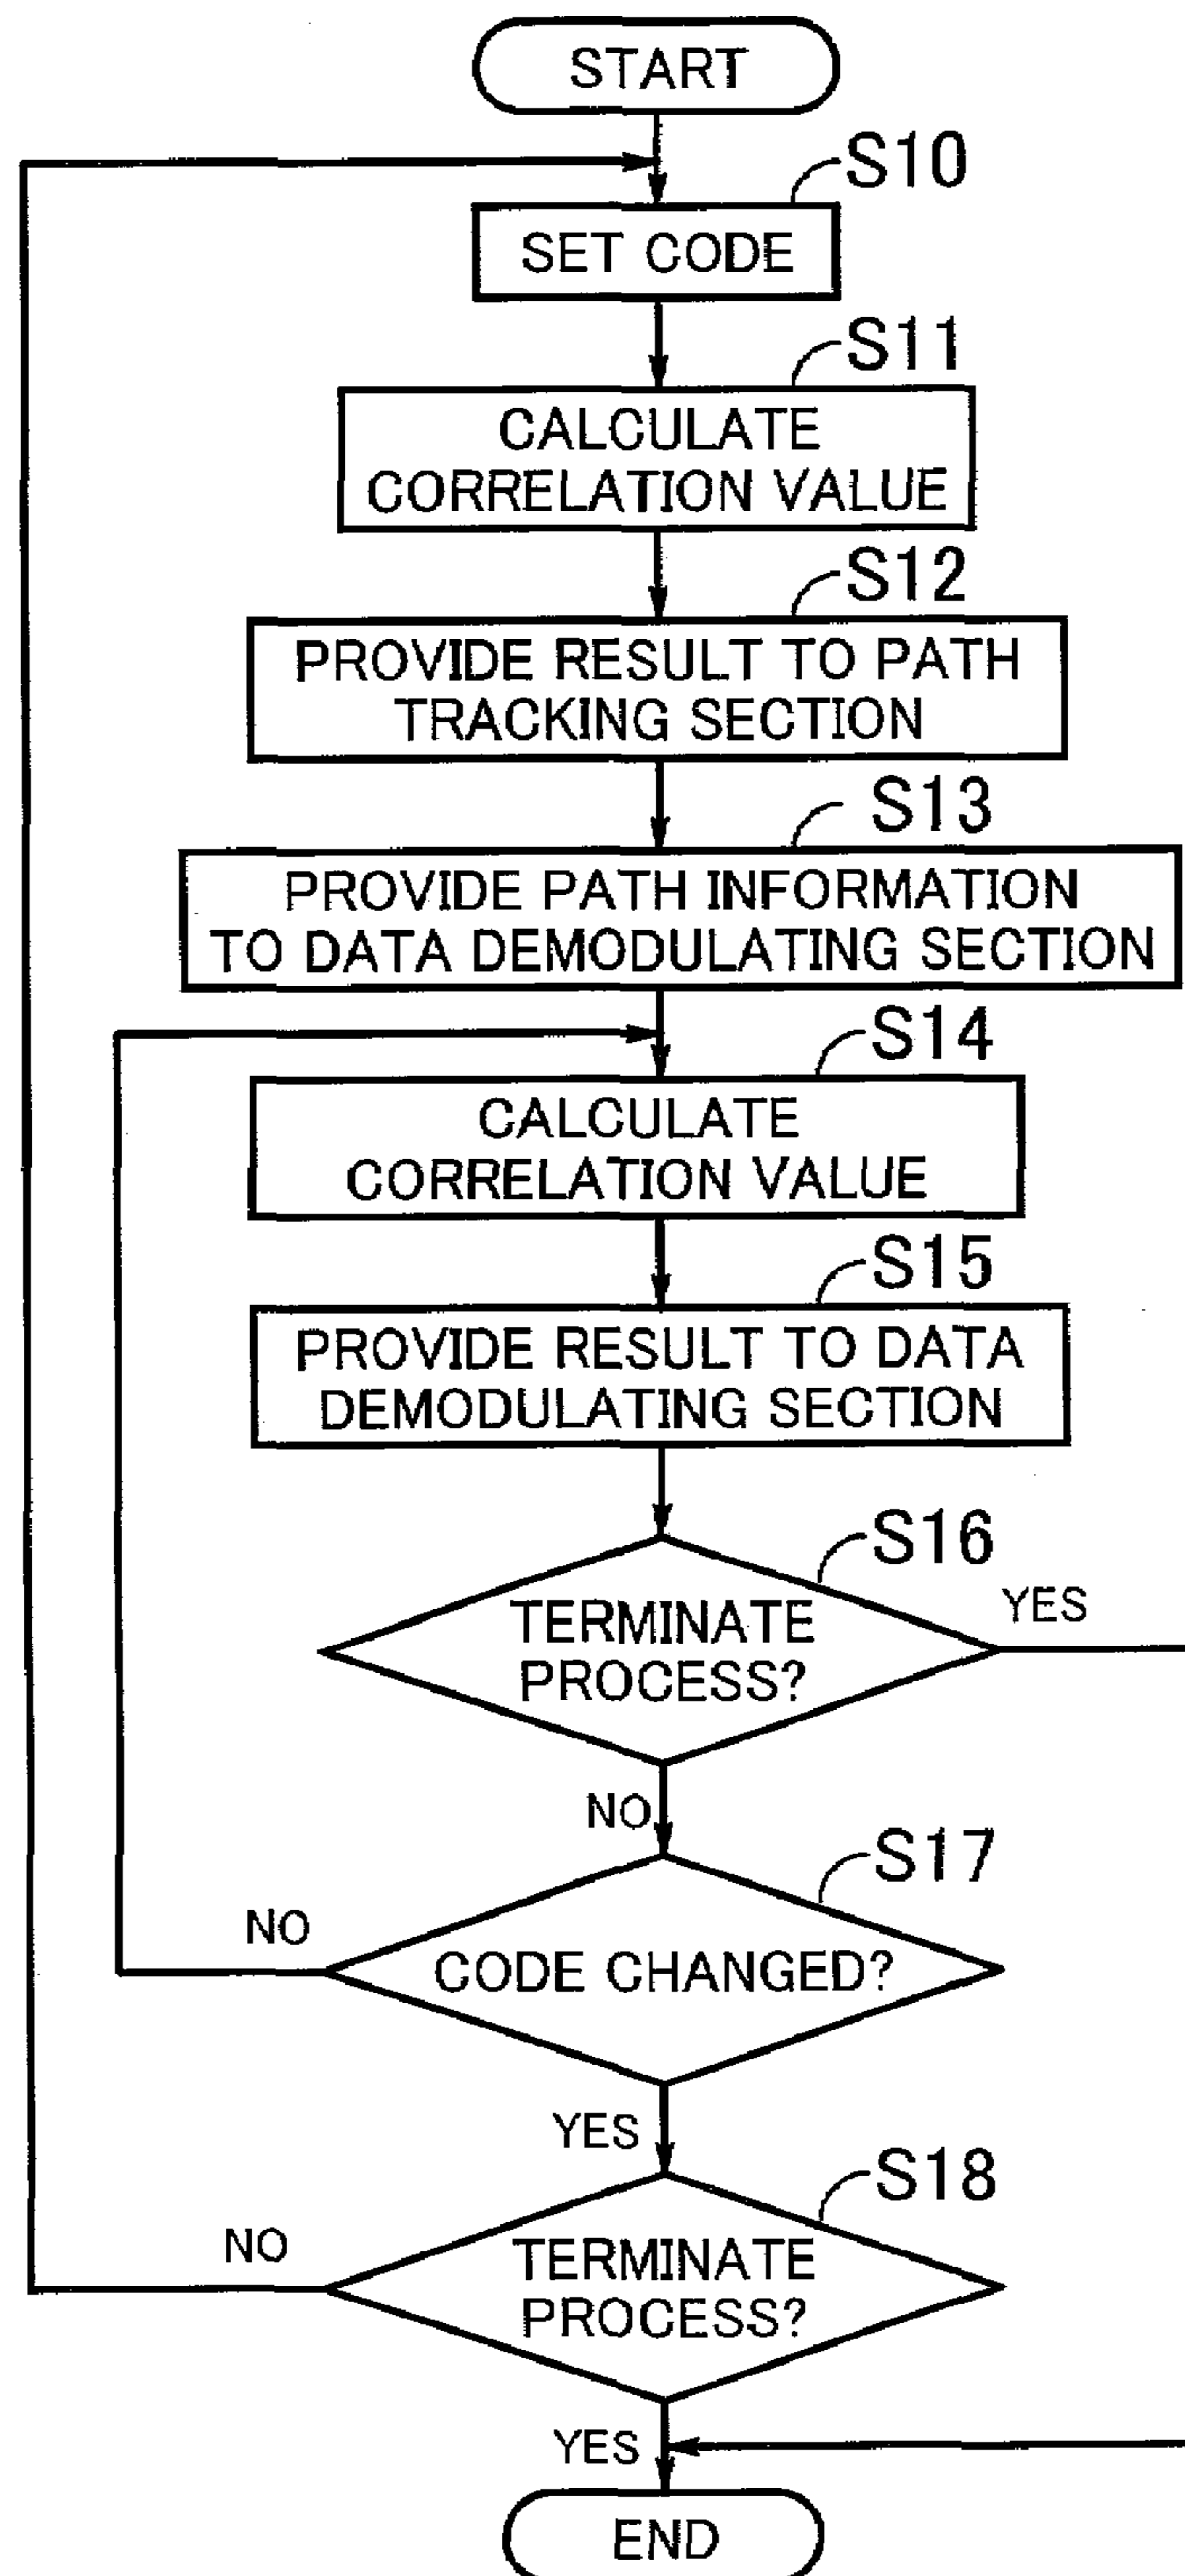 START
S10
SET CODE
S11
CALCULATE
CORRELATION VALUE
S12
PROVIDE RESULT TO PATH
TRACKING SECTION
S13
PROVIDE PATH INFORMATION
TO DATA DEMODULATING SECTION
S14
CALCULATE
CORRELATION VALUE
S15
PROVIDE RESULT TO DATA
DEMODULATING SECTION
S16
TERMINATE
PROCESS?
YES
NO
S17
CODE CHANGED?
NO
YES
S18
TERMINATE
PROCESS?
NO
YES
END